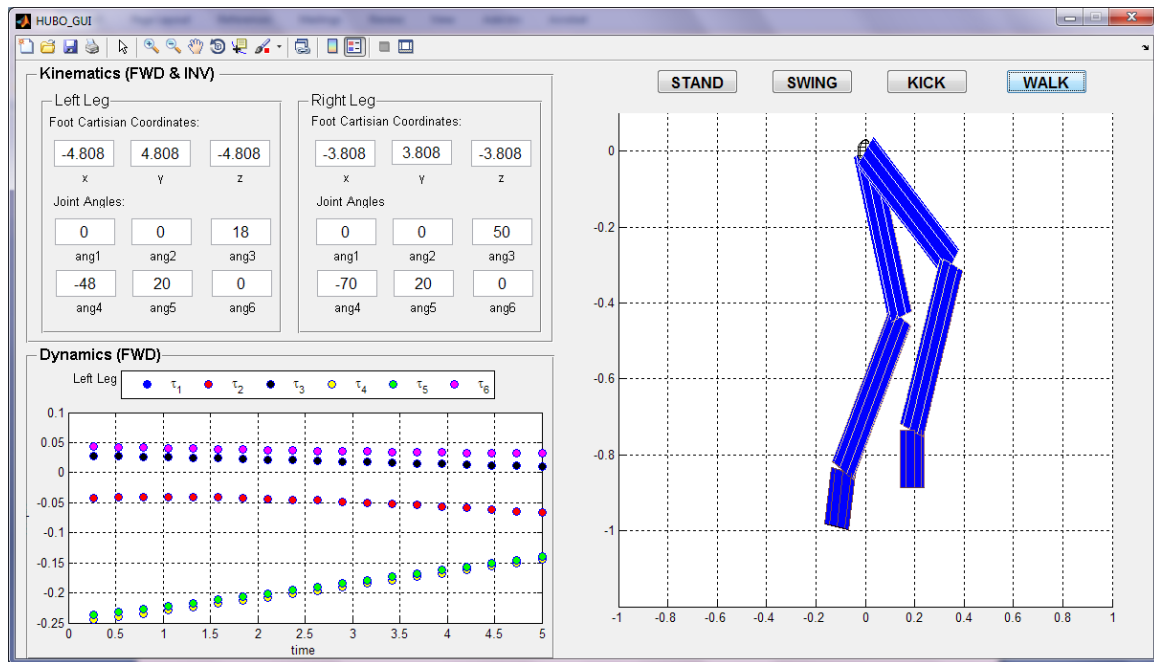 HUBO_GUI
Kinematics (FWD & INV)
Left Leg
Foot Cartisian Coordinates:
-4.808 4.808 -4.808
x Y z
Joint Angles:
0 0 18
ang1 ang2 ang3
-48 20 0
ang4 ang5 ang6
Right Leg
Foot Cartisian Coordinates:
-3.808 3.808 -3.808
x Y z
Joint Angles
0 0 50
ang1 ang2 ang3
-70 20 0
ang4 ang5 ang6
Dynamics (FWD)
Left Leg τ1 τ2 τ3 τ4 τ5 τ6
0.1
0.05
0
-0.05
-0.1
-0.15
-0.2
-0.25
0 0.5 1 1.5 2 2.5 3 3.5 4 4.5 5
time
STAND SWING KICK WALK
0
-0.2
-0.4
-0.6
-0.8
-1
-1 -0.8 -0.6 -0.4 -0.2 0 0.2 0.4 0.6 0.8 1